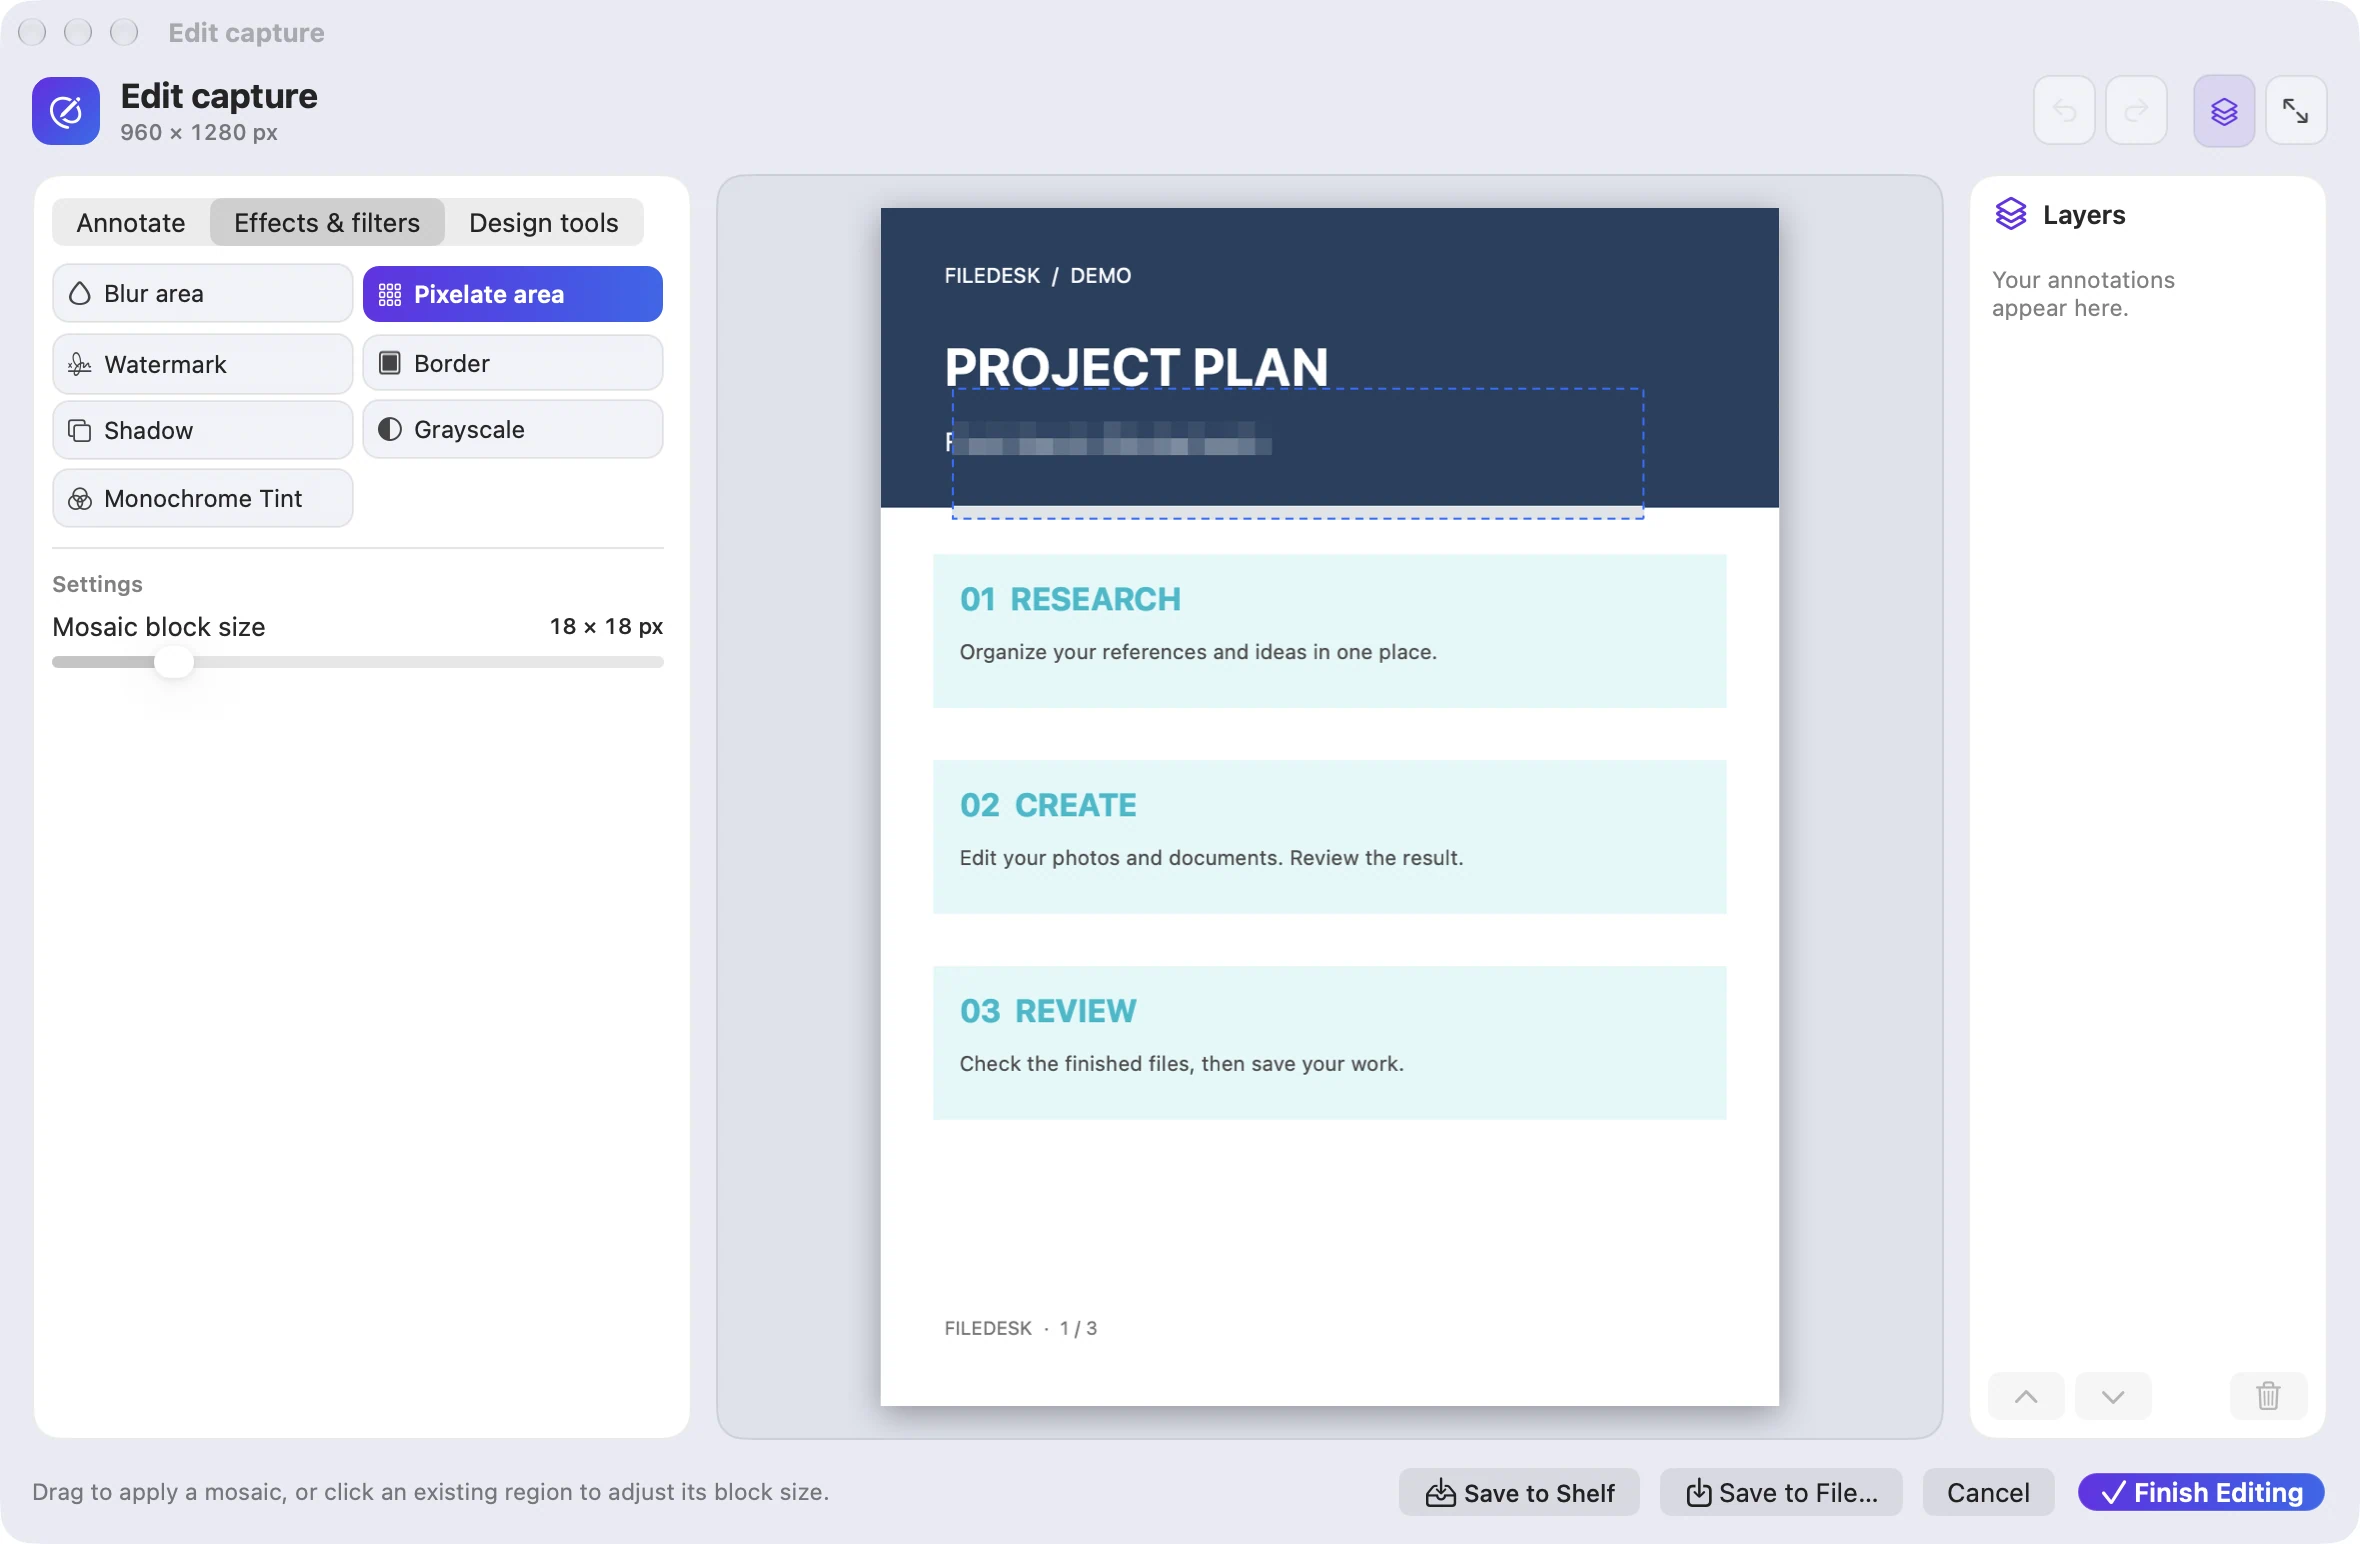 Edit capture
Edit capture
960 × 1280 px
Annotate
Effects & filters
Design tools
Blur area
Pixelate area
Watermark
Border
Shadow
Grayscale
Monochrome Tint
Settings
Mosaic block size
18 × 18 px
FILEDESK / DEMO
PROJECT PLAN
01 RESEARCH
Organize your references and ideas in one place.
02 CREATE
Edit your photos and documents. Review the result.
03 REVIEW
Check the finished files, then save your work.
FILEDESK · 1 / 3
Layers
Your annotations
appear here.
Drag to apply a mosaic, or click an existing region to adjust its block size.
Save to Shelf
Save to File...
Cancel
Finish Editing